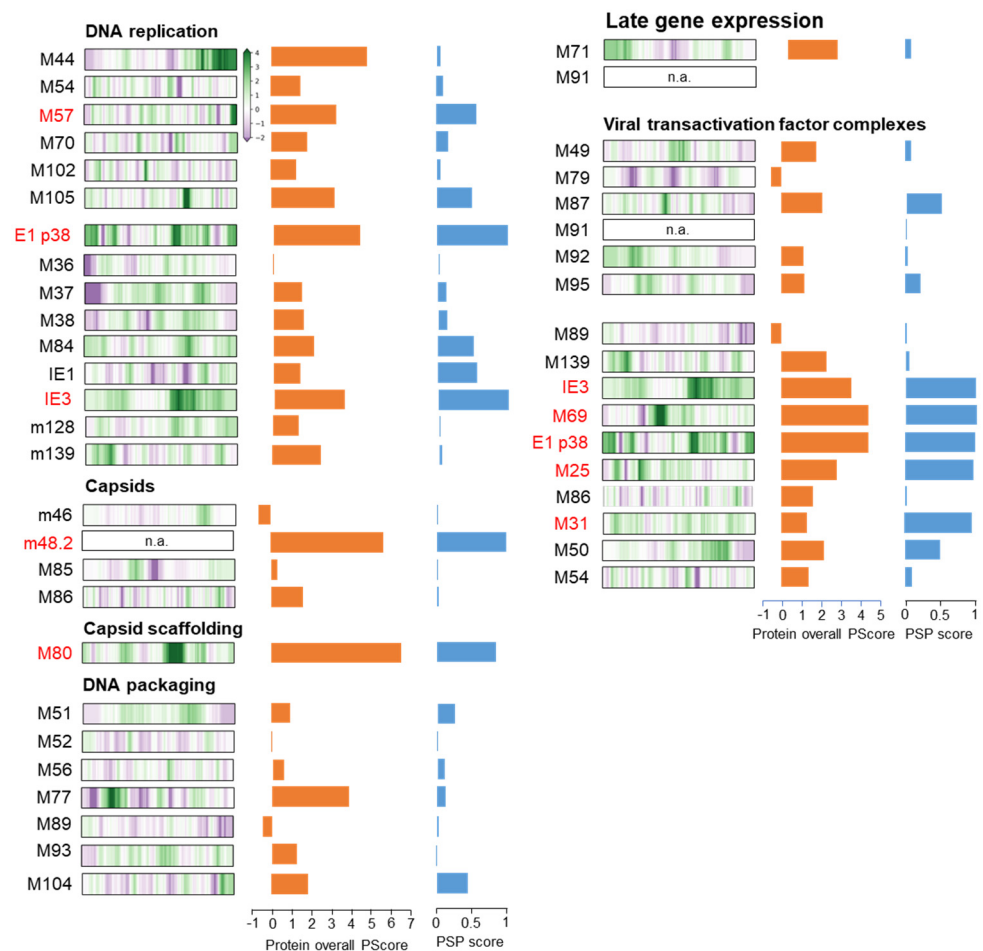 DNA replication
M44
4
3
2
1
0
−1
−2
M54
M57
M70
M102
M105
E1 p38
M36
M37
M38
M84
IE1
IE3
m128
m139
Capsids
m46
m48.2 n.a.
M85
M86
Capsid scaffolding
M80
DNA packaging
M51
M52
M56
M77
M89
M93
M104
-1 0 1 2 3 4 5 6 7
Protein overall PScore
0 0.5 1
PSP score
Late gene expression
M71
M91 n.a.
Viral transactivation factor complexes
M49
M79
M87
M91 n.a.
M92
M95
M89
M139
IE3
M69
E1 p38
M25
M86
M31
M50
M54
-1 0 1 2 3 4 5
Protein overall PScore
0 0.5 1
PSP score